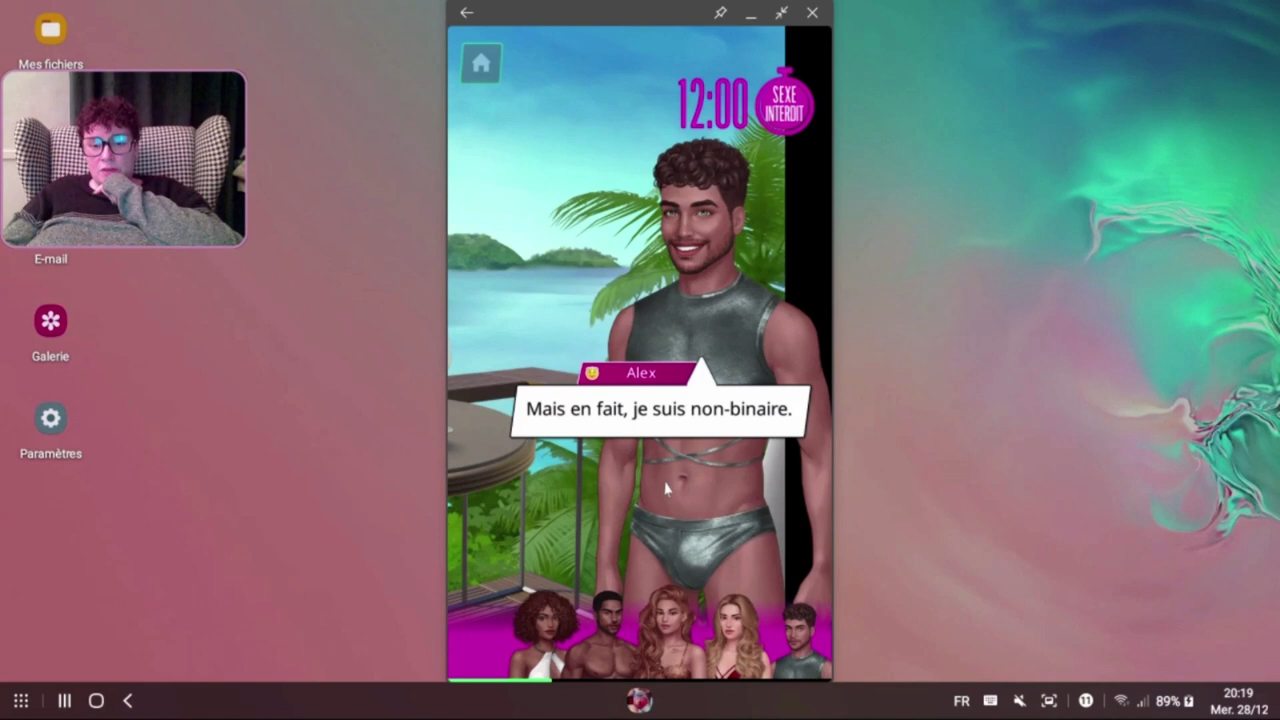 Mes fichiers
E-mail
Galerie
Paramètres
12:00
SEXE
INTERDIT
Alex
Mais en fait, je suis non-binaire.
FR
11
89%
20:19
Mer. 28/12